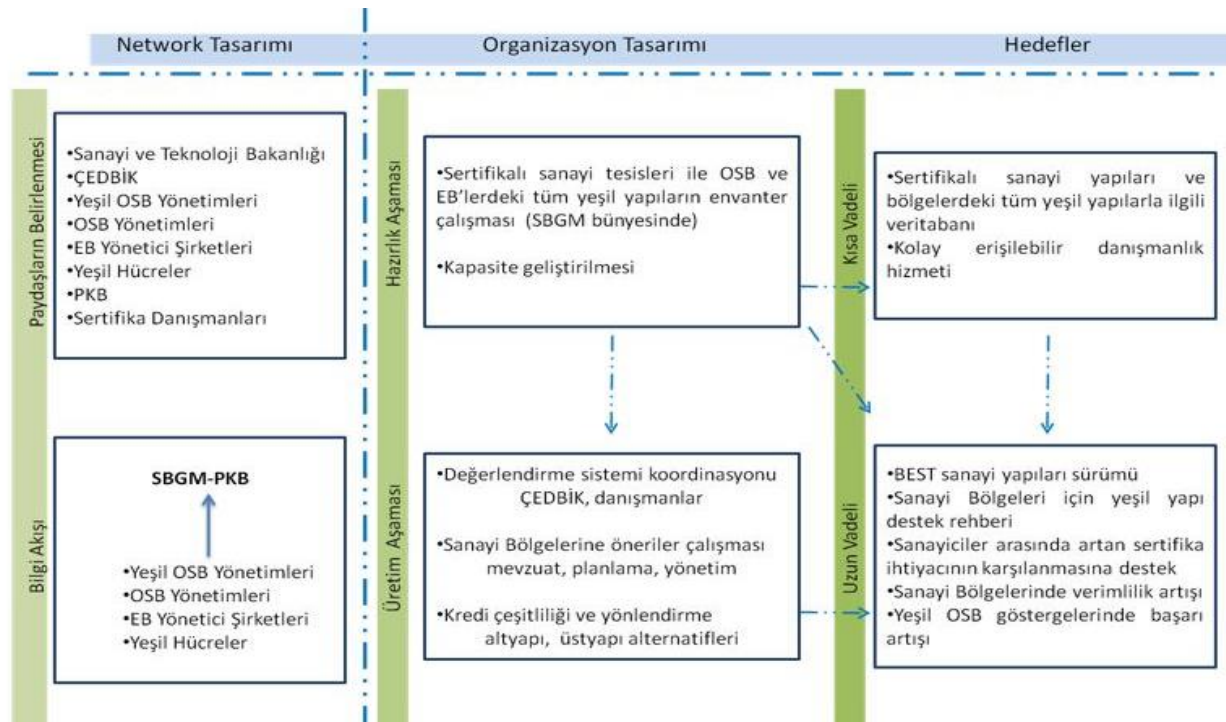 Network Tasarımı
Organizasyon Tasarımı
Hedefler
Paydaşların Belirlenmesi
•Sanayi ve Teknoloji Bakanlığı
•ÇEDBİK
•Yeşil OSB Yönetimleri
•OSB Yönetimleri
•EB Yönetici Şirketleri
•Yeşil Hücreler
•PKB
•Sertifika Danışmanları
Hazırlık Aşaması
•Sertifikalı sanayi tesisleri ile OSB ve
EB'lerdeki tüm yeşil yapıların envanter
çalışması (SBGM bünyesinde)
•Kapasite geliştirilmesi
Kısa Vadeli
•Sertifikalı sanayi yapıları ve
bölgelerdeki tüm yeşil yapılarla ilgili
veritabanı
•Kolay erişilebilir danışmanlık
hizmeti
Bilgi Akışı
SBGM-PKB
•Yeşil OSB Yönetimleri
•OSB Yönetimleri
•EB Yönetici Şirketleri
•Yeşil Hücreler
Üretim Aşaması
•Değerlendirme sistemi koordinasyonu
ÇEDBİK, danışmanlar
•Sanayi Bölgelerine öneriler çalışması
mevzuat, planlama, yönetim
•Kredi çeşitliliği ve yönlendirme
altyapı, üstyapı alternatifleri
Uzun Vadeli
•BEST sanayi yapıları sürümü
•Sanayi Bölgeleri için yeşil yapı
destek rehberi
•Sanayiciler arasında artan sertifika
ihtiyacının karşılanmasına destek
•Sanayi Bölgelerinde verimlilik artışı
•Yeşil OSB göstergelerinde başarı
artışı